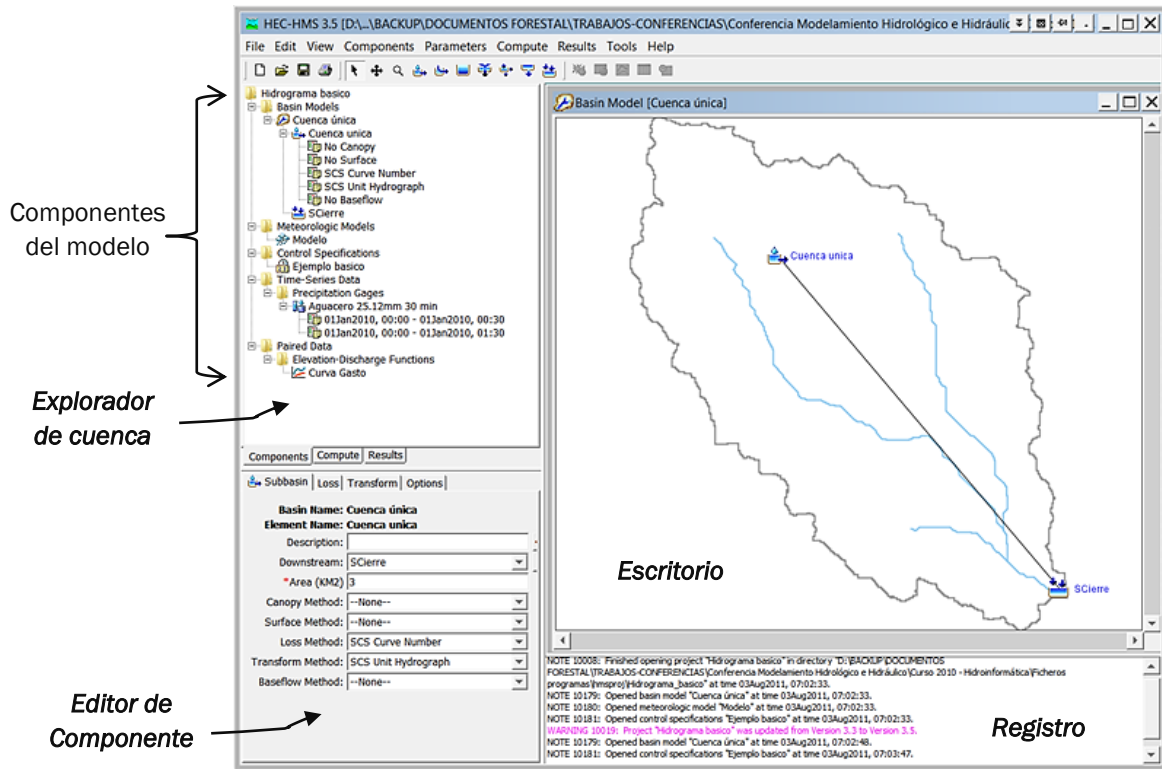 HEC-HMS 3.5 [D:\...\BACKUP\DOCUMENTOS FORESTAL\TRABAJOS-CONFERENCIAS\Conferencia Modelamiento Hidrológico e Hidráulic
File Edit View Components Parameters Compute Results Tools Help
Hidrograma basico
Basin Models
Cuenca única
Cuenca unica
No Canopy
No Surface
SCS Curve Number
SCS Unit Hydrograph
No Baseflow
SCierre
Meteorologic Models
Modelo
Control Specifications
Ejemplo basico
Time-Series Data
Precipitation Gages
Aguacero 25.12mm 30 min
01Jan2010, 00:00 - 01Jan2010, 00:30
01Jan2010, 00:00 - 01Jan2010, 01:30
Paired Data
Elevation-Discharge Functions
Curva Gasto
Componentes
del modelo
Explorador
de cuenca
Components Compute Results
Subbasin Loss Transform Options
Basin Name: Cuenca única
Element Name: Cuenca unica
Description:
Downstream: SCierre
*Area (KM2) 3
Canopy Method: --None--
Surface Method: --None--
Loss Method: SCS Curve Number
Transform Method: SCS Unit Hydrograph
Baseflow Method: --None--
Editor de
Componente
Basin Model [Cuenca única]
Cuenca unica
SCierre
Escritorio
NOTE 10008: Finished opening project "Hidrograma basico" in directory "D:\BACKUP\DOCUMENTOS
FORESTAL\TRABAJOS-CONFERENCIAS\Conferencia Modelamiento Hidrológico e Hidráulico\Curso 2010 - Hidroinformática\Ficheros
programas\hmsproj\Hidrograma_basico" at time 03Aug2011, 07:02:33.
NOTE 10179: Opened basin model "Cuenca única" at time 03Aug2011, 07:02:33.
NOTE 10180: Opened meteorologic model "Modelo" at time 03Aug2011, 07:02:33.
NOTE 10181: Opened control specifications "Ejemplo basico" at time 03Aug2011, 07:02:33.
WARNING 10019: Project "Hidrograma basico" was updated from Version 3.3 to Version 3.5.
NOTE 10179: Opened basin model "Cuenca única" at time 03Aug2011, 07:02:48.
NOTE 10181: Opened control specifications "Ejemplo basico" at time 03Aug2011, 07:03:47.
Registro